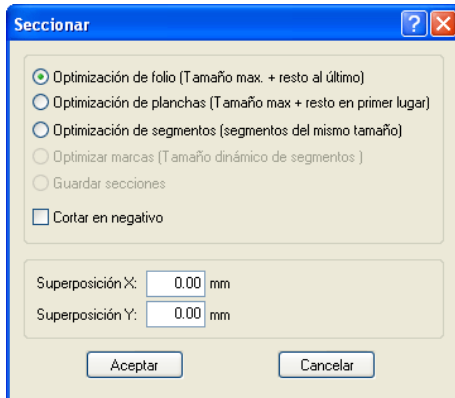 Seccionar
Optimización de folio (Tamaño max. + resto al último)
Optimización de planchas (Tamaño max + resto en primer lugar)
Optimización de segmentos (segmentos del mismo tamaño)
Optimizar marcas (Tamaño dinámico de segmentos )
Guardar secciones
Cortar en negativo
Superposición X: 0.00 mm
Superposición Y: 0.00 mm
Aceptar Cancelar